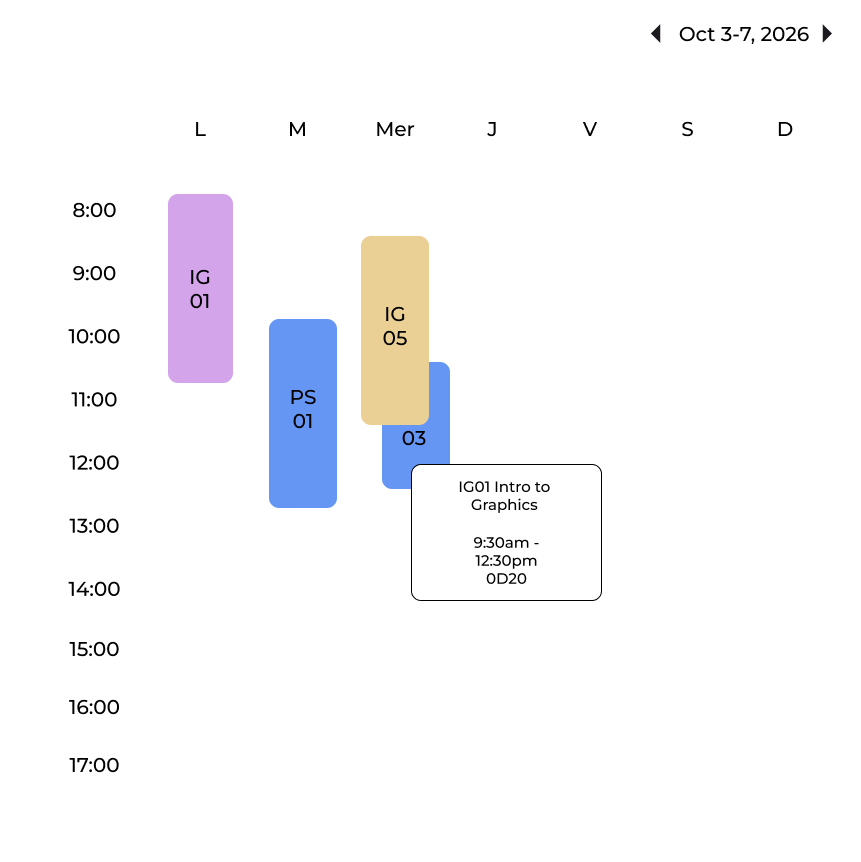 Oct 3-7, 2026
L M Mer J V S D
8:00
9:00
10:00
11:00
12:00
13:00
14:00
15:00
16:00
17:00
IG
01
PS
01
IG
05
03
IG01 Intro to
Graphics
9:30am -
12:30pm
0D20